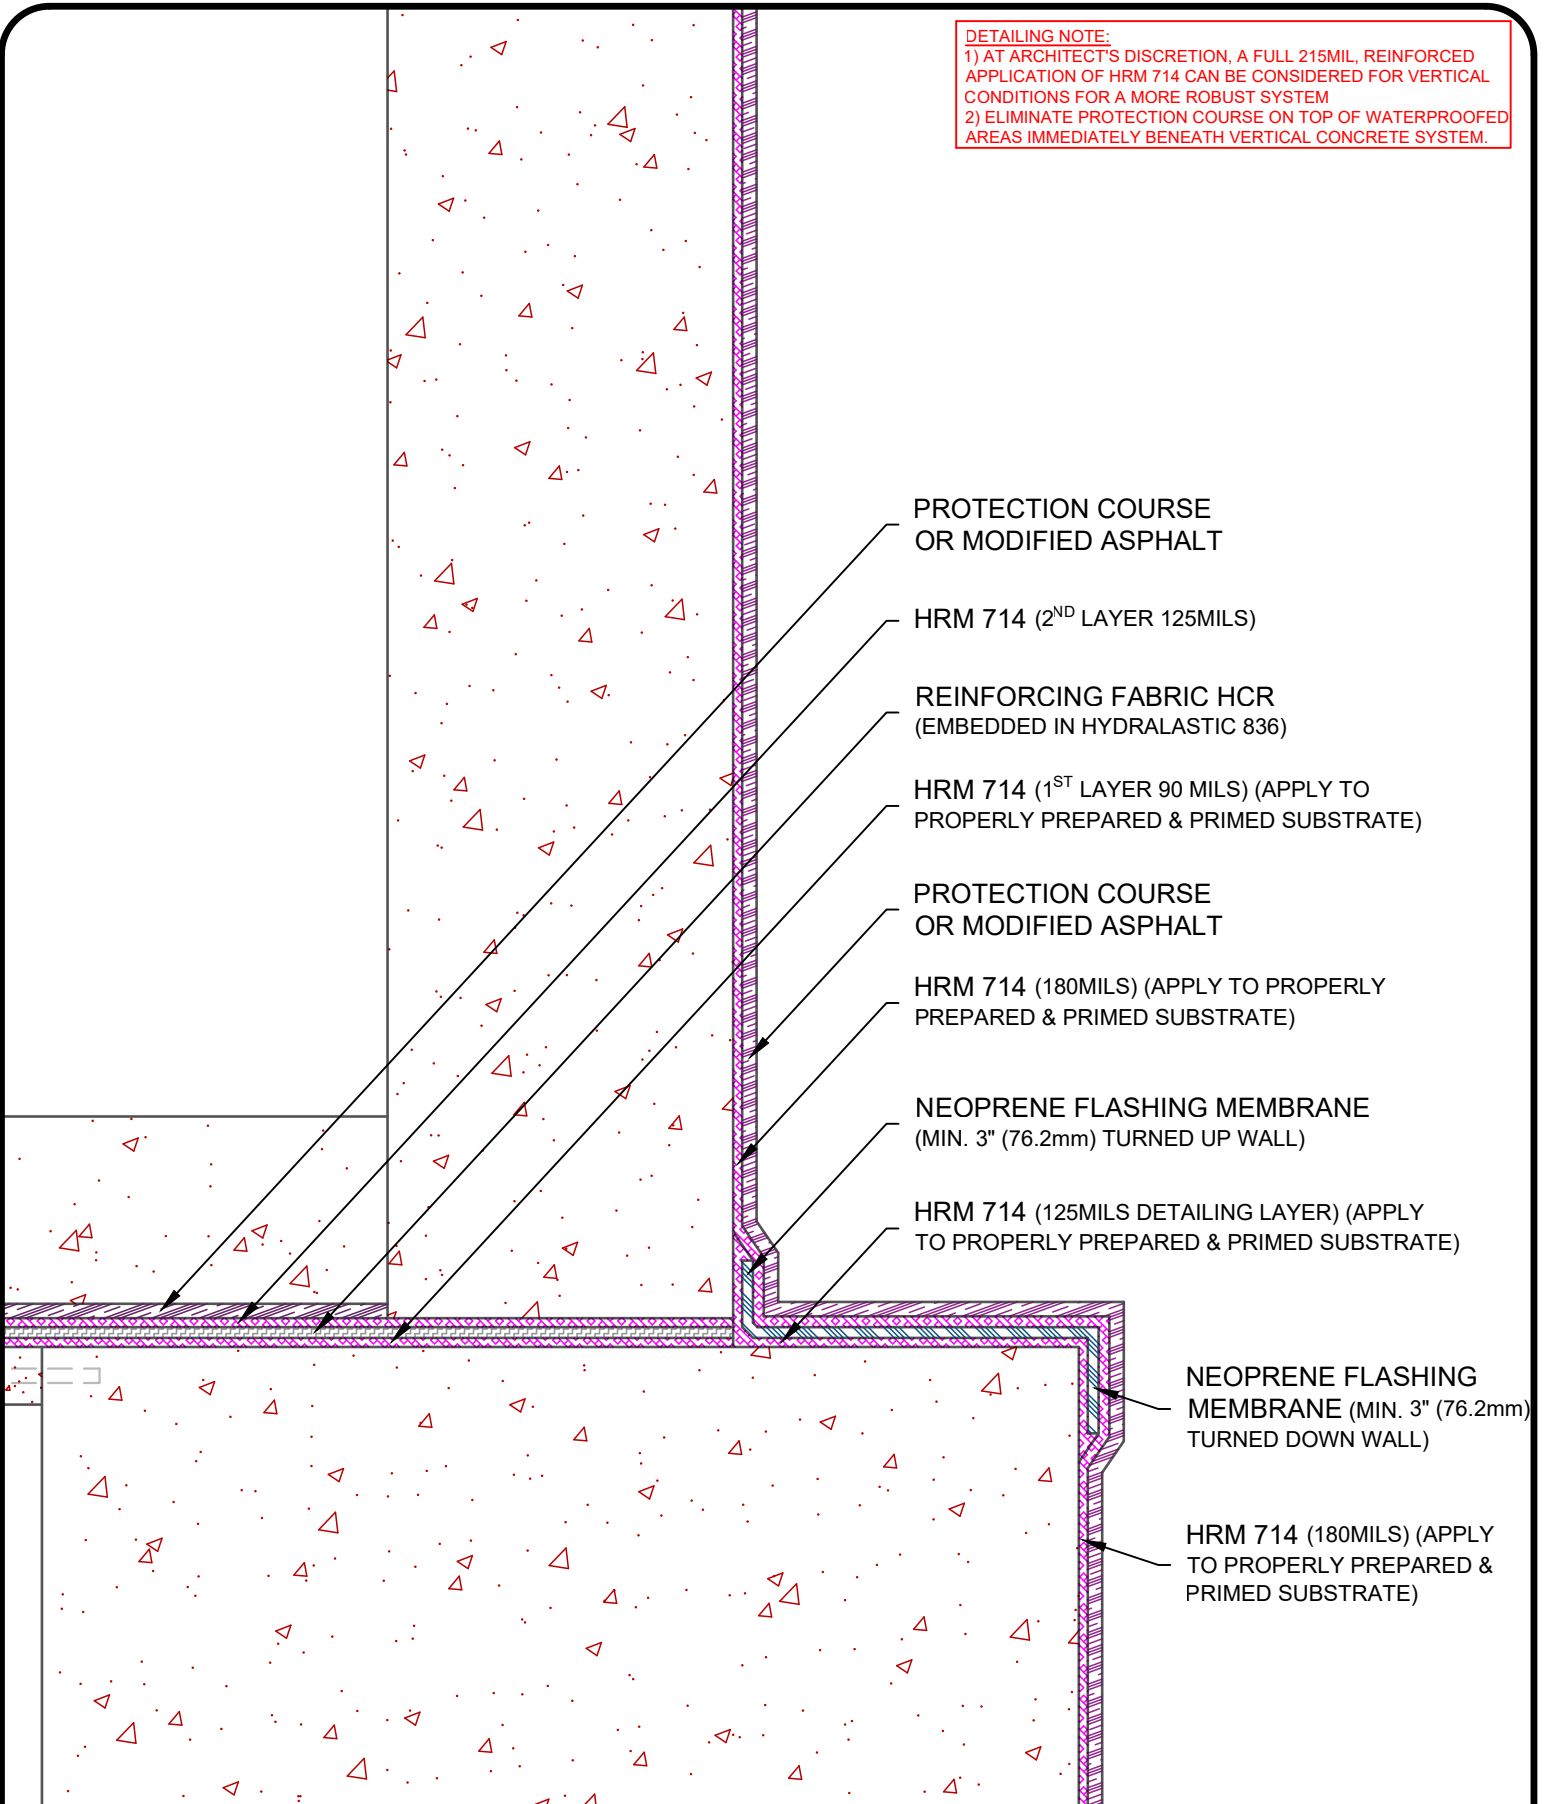 DETAILING NOTE:
1) AT ARCHITECT'S DISCRETION, A FULL 215MIL, REINFORCED
APPLICATION OF HRM 714 CAN BE CONSIDERED FOR VERTICAL
CONDITIONS FOR A MORE ROBUST SYSTEM
2) ELIMINATE PROTECTION COURSE ON TOP OF WATERPROOFED
AREAS IMMEDIATELY BENEATH VERTICAL CONCRETE SYSTEM.
PROTECTION COURSE
OR MODIFIED ASPHALT
HRM 714 (2ND LAYER 125MILS)
REINFORCING FABRIC HCR
(EMBEDDED IN HYDRALASTIC 836)
HRM 714 (1ST LAYER 90 MILS) (APPLY TO
PROPERLY PREPARED & PRIMED SUBSTRATE)
PROTECTION COURSE
OR MODIFIED ASPHALT
HRM 714 (180MILS) (APPLY TO PROPERLY
PREPARED & PRIMED SUBSTRATE)
NEOPRENE FLASHING MEMBRANE
(MIN. 3" (76.2mm) TURNED UP WALL)
HRM 714 (125MILS DETAILING LAYER) (APPLY
TO PROPERLY PREPARED & PRIMED SUBSTRATE)
NEOPRENE FLASHING
MEMBRANE (MIN. 3" (76.2mm)
TURNED DOWN WALL)
HRM 714 (180MILS) (APPLY
TO PROPERLY PREPARED &
PRIMED SUBSTRATE)